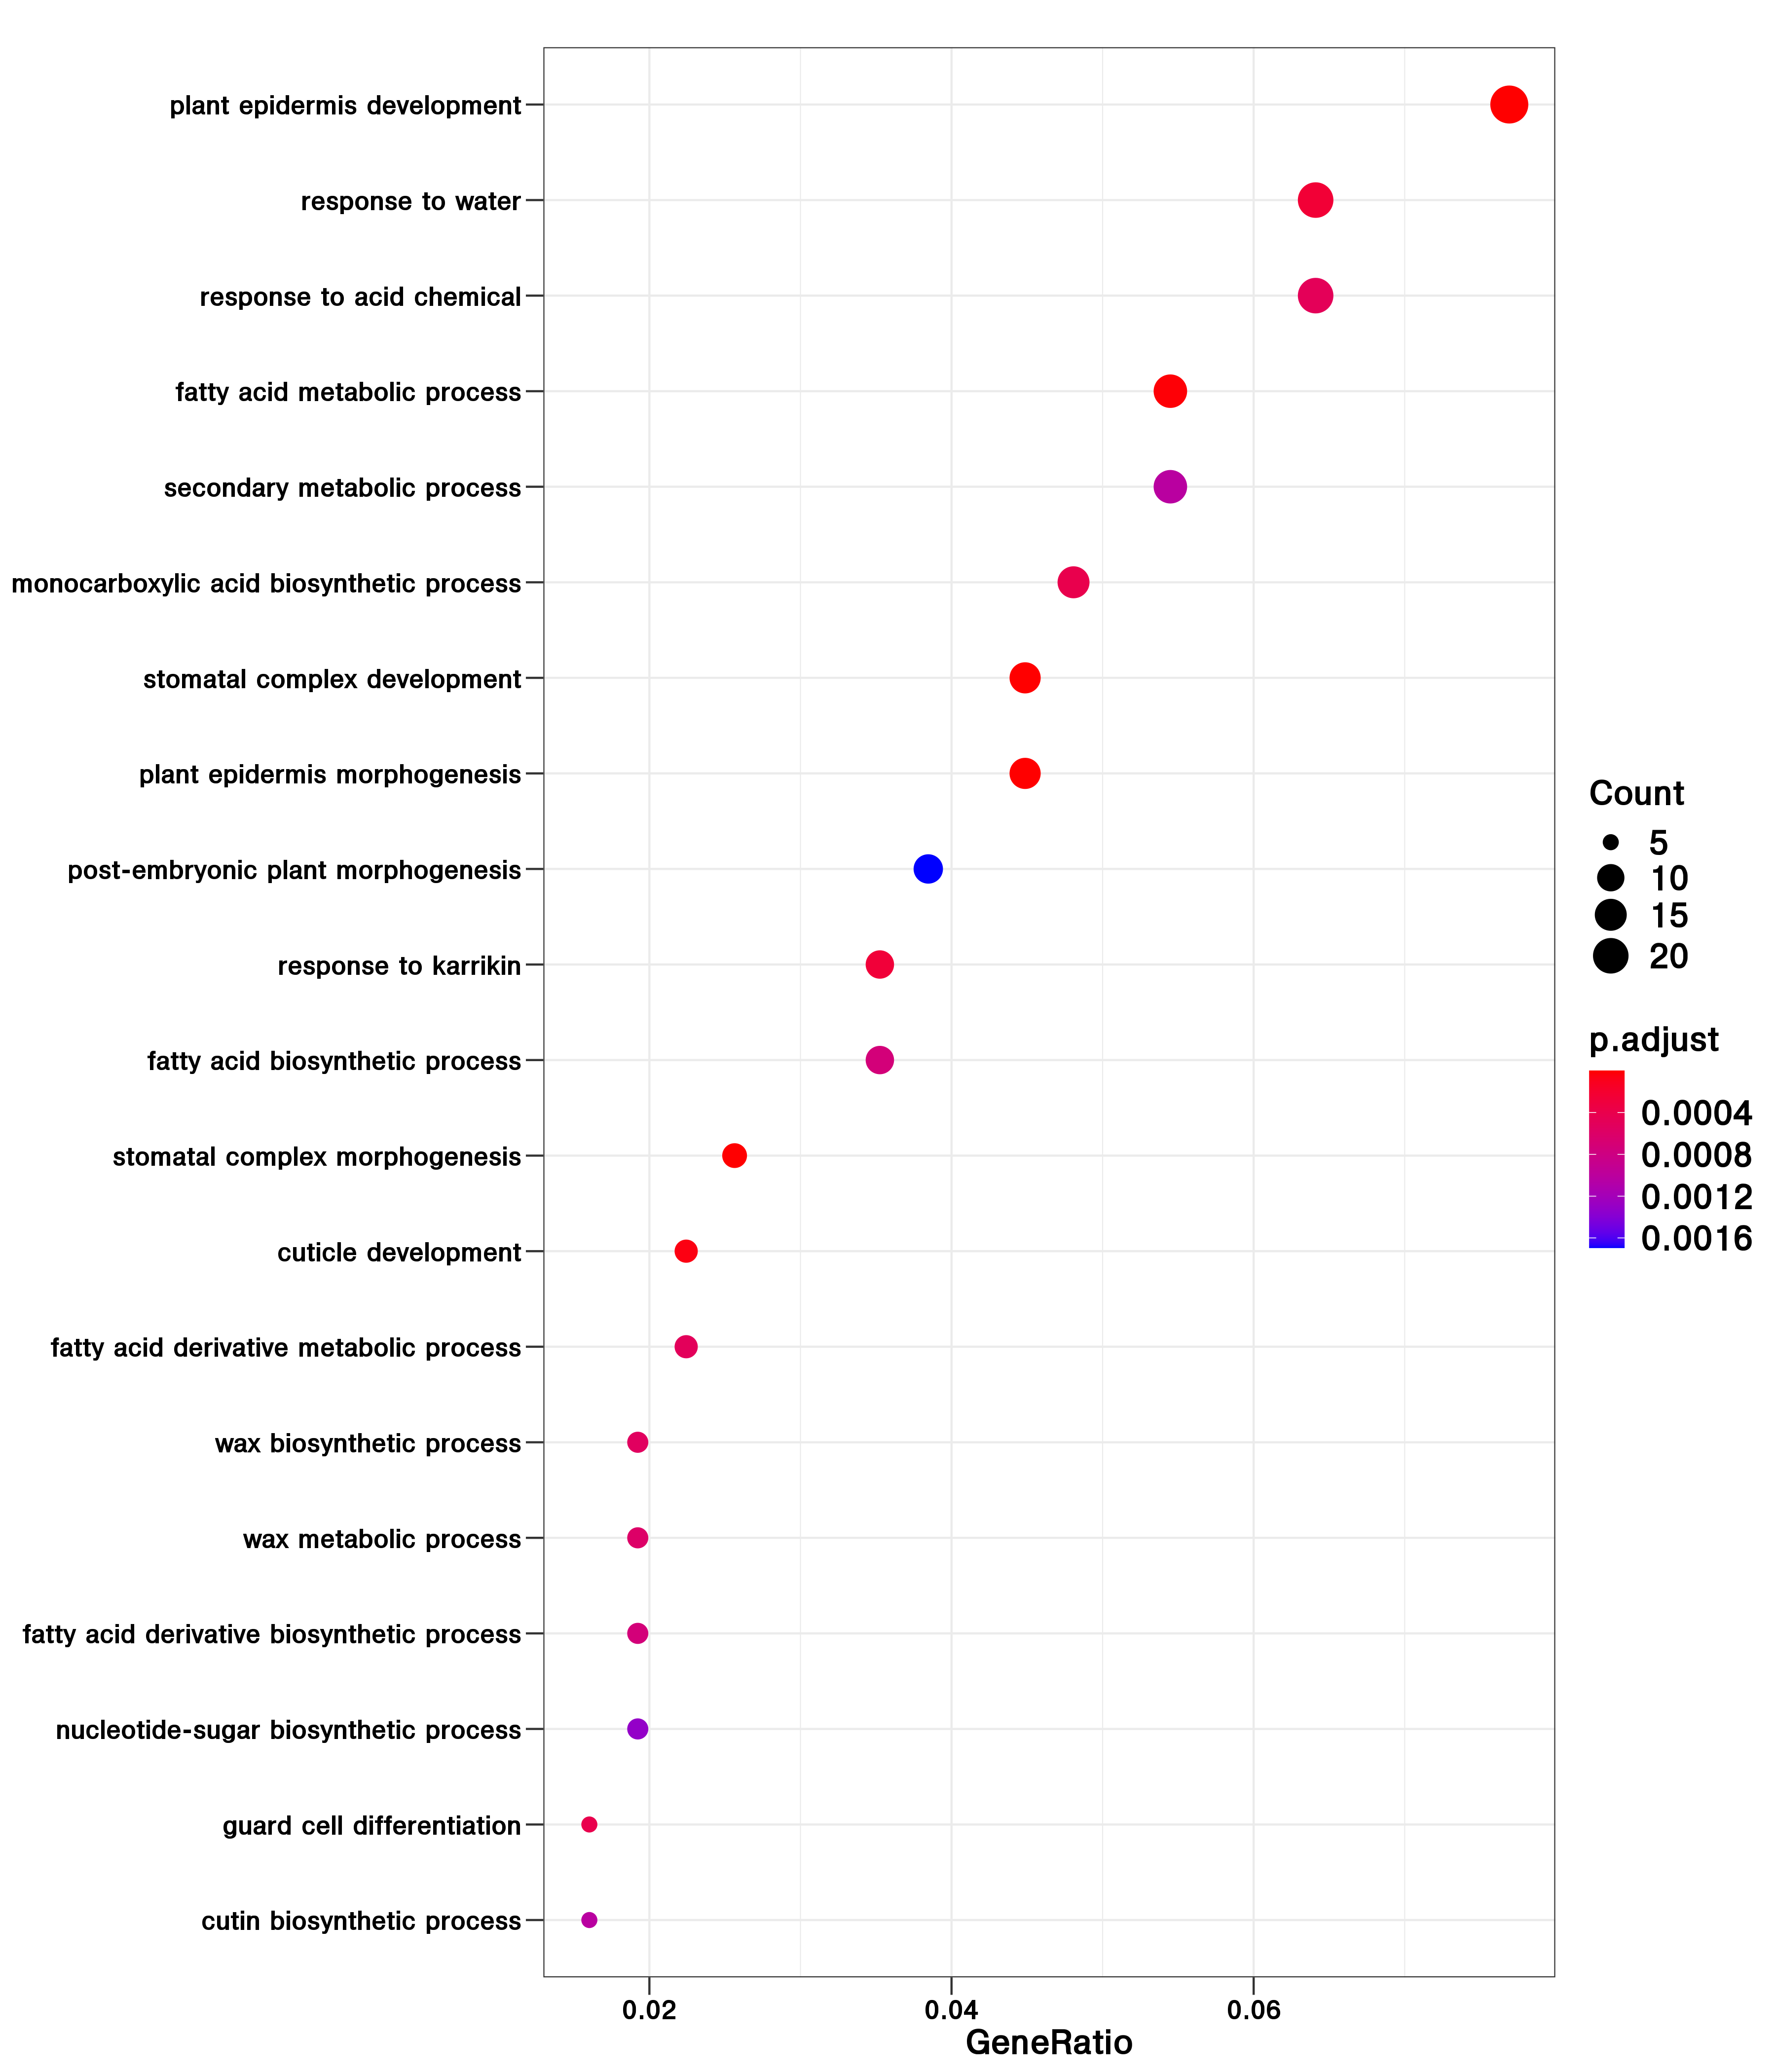 plant epidermis development
response to water
response to acid chemical
fatty acid metabolic process
secondary metabolic process
monocarboxylic acid biosynthetic process
stomatal complex development
plant epidermis morphogenesis
post-embryonic plant morphogenesis
response to karrikin
fatty acid biosynthetic process
stomatal complex morphogenesis
cuticle development
fatty acid derivative metabolic process
wax biosynthetic process
wax metabolic process
fatty acid derivative biosynthetic process
nucleotide-sugar biosynthetic process
guard cell differentiation
cutin biosynthetic process
0.02 0.04 0.06
GeneRatio
Count
5
10
15
20
p.adjust
0.0004
0.0008
0.0012
0.0016